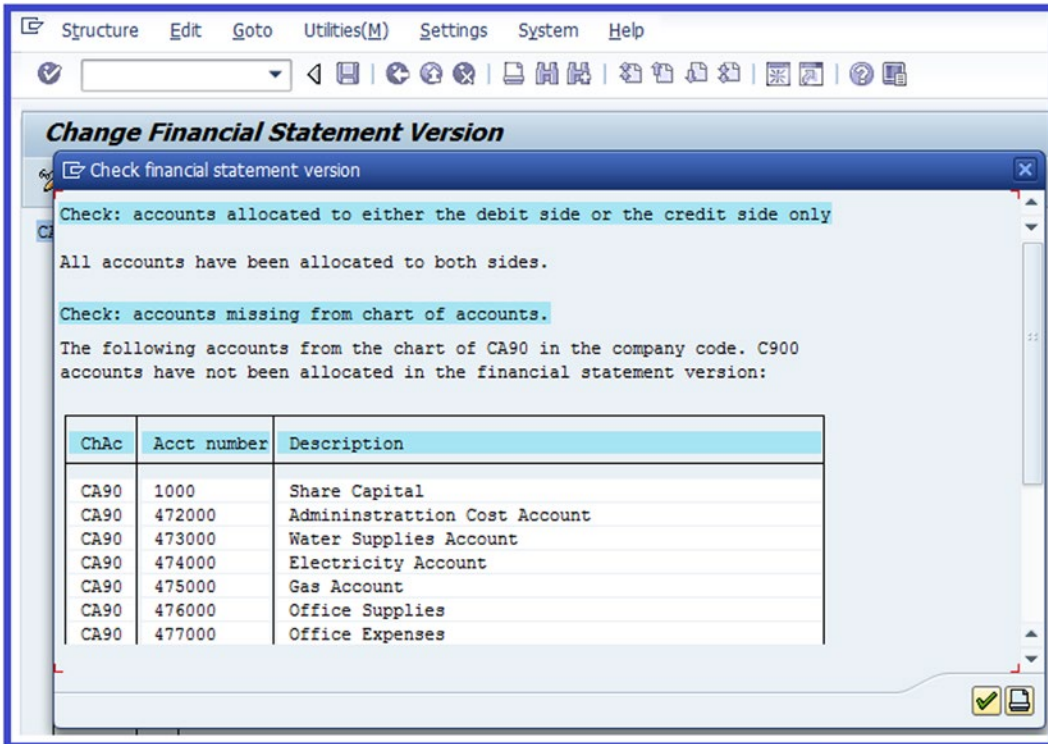 Structure Edit Goto Utilities(M) Settings System Help
Change Financial Statement Version
Check financial statement version
Check: accounts allocated to either the debit side or the credit side only
All accounts have been allocated to both sides.
Check: accounts missing from chart of accounts.
The following accounts from the chart of CA90 in the company code. C900
accounts have not been allocated in the financial statement version:
ChAc Acct number Description
CA90 1000 Share Capital
CA90 472000 Admininstrattion Cost Account
CA90 473000 Water Supplies Account
CA90 474000 Electricity Account
CA90 475000 Gas Account
CA90 476000 Office Supplies
CA90 477000 Office Expenses